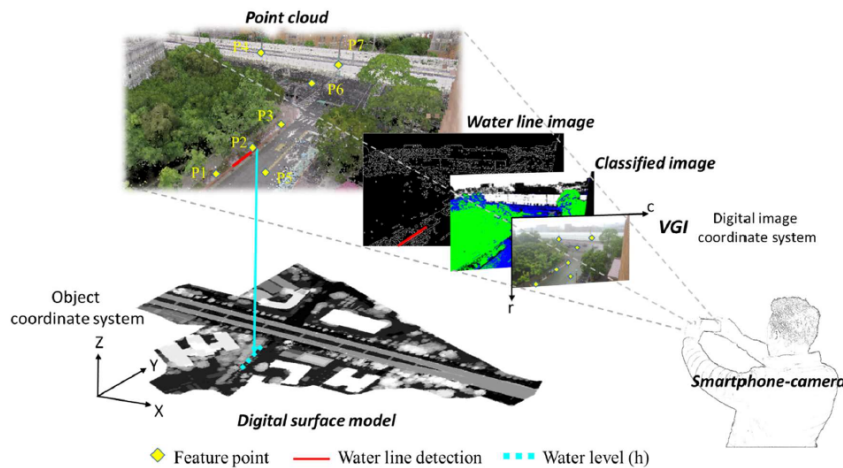 Point cloud
P4
P7
P6
P3
P2
P1
P5
Water line image
Classified image
c
VGI
Digital image
coordinate system
r
Object
coordinate system
Z
Y
X
Smartphone-camera
Digital surface model
Feature point
Water line detection
Water level (h)